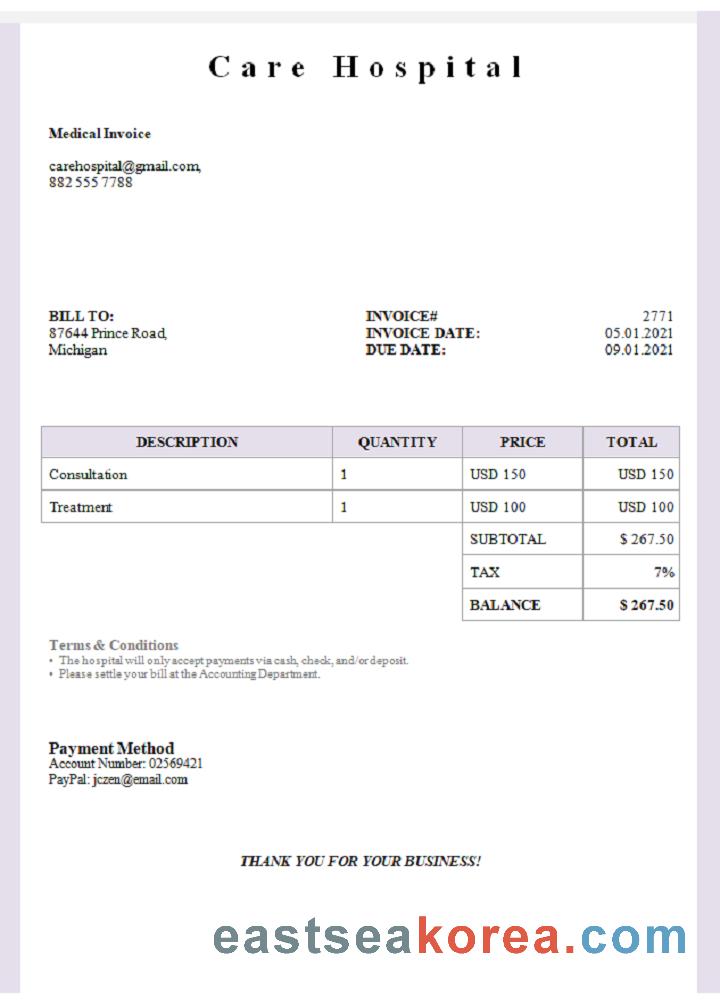 Care Hospital
Medical Invoice
carehospital@gmail.com,
882 555 7788
BILL TO:
87644 Prince Road,
Michigan
INVOICE# 2771
INVOICE DATE: 05.01.2021
DUE DATE: 09.01.2021
DESCRIPTION QUANTITY PRICE TOTAL
Consultation 1 USD 150 USD 150
Treatment 1 USD 100 USD 100
SUBTOTAL $ 267.50
TAX 7%
BALANCE $ 267.50
Terms & Conditions
• The hospital will only accept payments via cash, check, and/or deposit.
• Please settle your bill at the Accounting Department.
Payment Method
Account Number: 02569421
PayPal: jczen@email.com
THANK YOU FOR YOUR BUSINESS!
eastseakorea.com